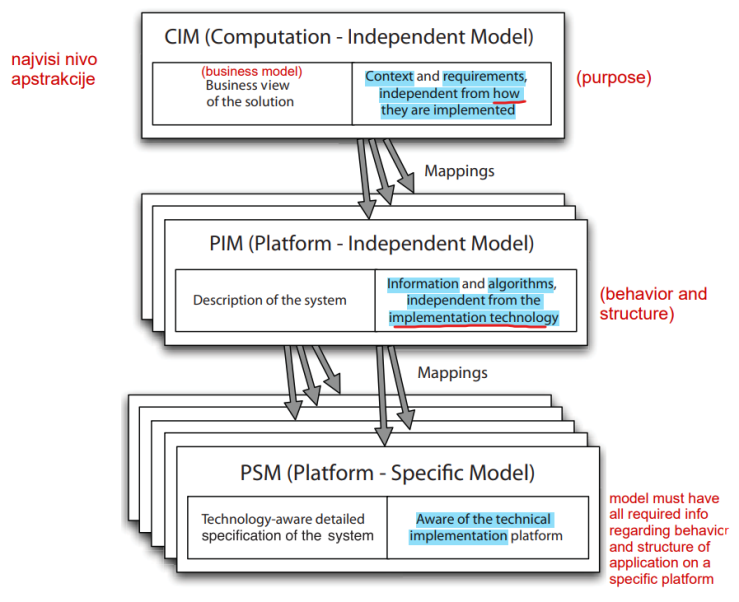 najvisi nivo
apstrakcije
CIM (Computation - Independent Model)
(business model)
Business view
of the solution
Context and requirements,
independent from how
they are implemented
(purpose)
Mappings
PIM (Platform - Independent Model)
Description of the system
Information and algorithms,
independent from the
implementation technology
(behavior and
structure)
Mappings
PSM (Platform - Specific Model)
Technology-aware detailed
specification of the system
Aware of the technical
implementation platform
model must have
all required info
regarding behavior
and structure of
application on a
specific platform